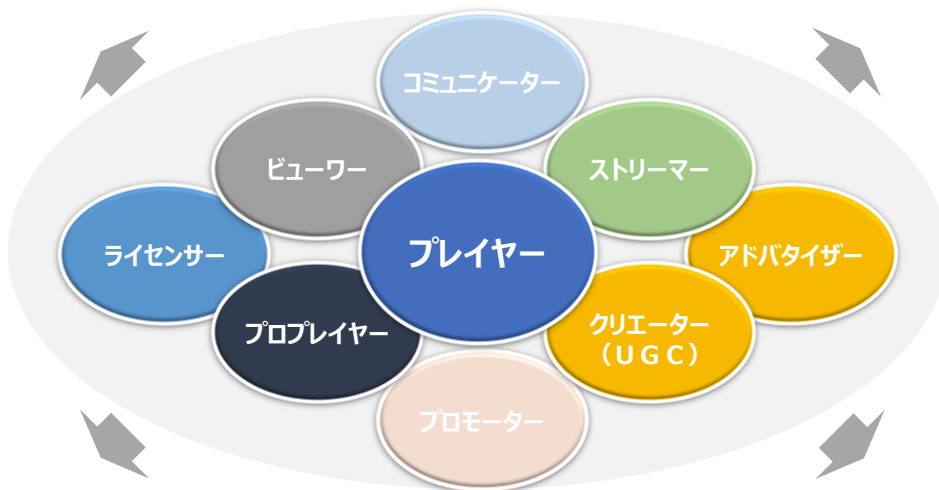 コミュニケーター
ビューワー
ストリーマー
ライセンサー
プレイヤー
アドバタイザー
プロプレイヤー
クリエーター
（ＵＧＣ）
プロモーター